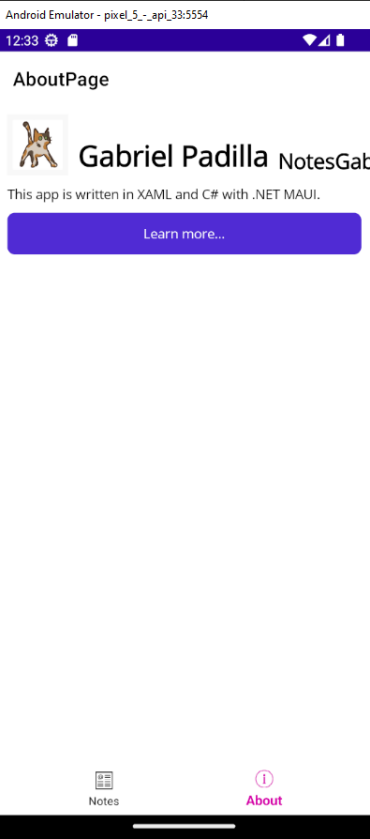 Android Emulator - pixel_5_-_api_33:5554
12:33
AboutPage
Gabriel Padilla NotesGab
This app is written in XAML and C# with .NET MAUI.
Learn more...
Notes About